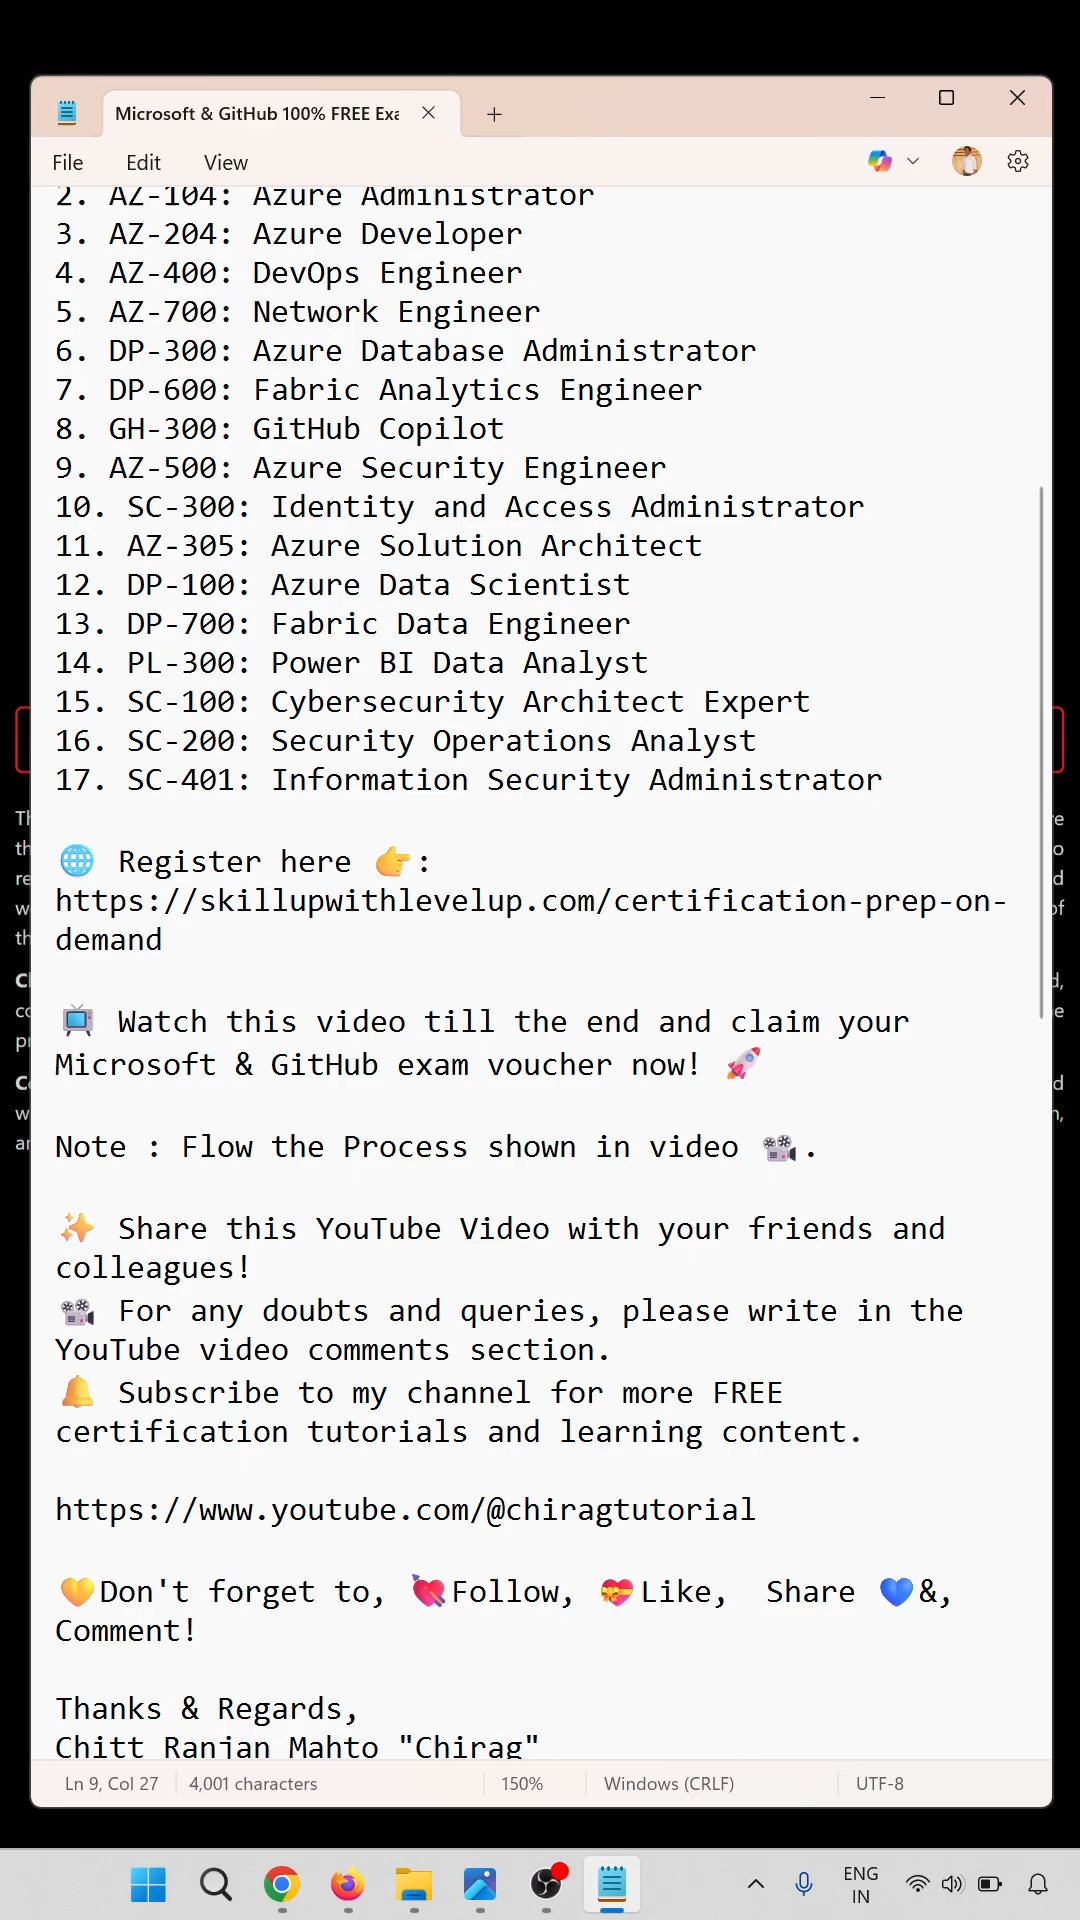 Microsoft & GitHub 100% FREE Exa
File Edit View
2. AZ-104: Azure Administrator
3. AZ-204: Azure Developer
4. AZ-400: DevOps Engineer
5. AZ-700: Network Engineer
6. DP-300: Azure Database Administrator
7. DP-600: Fabric Analytics Engineer
8. GH-300: GitHub Copilot
9. AZ-500: Azure Security Engineer
10. SC-300: Identity and Access Administrator
11. AZ-305: Azure Solution Architect
12. DP-100: Azure Data Scientist
13. DP-700: Fabric Data Engineer
14. PL-300: Power BI Data Analyst
15. SC-100: Cybersecurity Architect Expert
16. SC-200: Security Operations Analyst
17. SC-401: Information Security Administrator
🌐 Register here 👉:
https://skillupwithlevelup.com/certification-prep-on-
demand
📺 Watch this video till the end and claim your
Microsoft & GitHub exam voucher now! 🚀
Note : Flow the Process shown in video 🎥.
✨ Share this YouTube Video with your friends and
colleagues!
🎥 For any doubts and queries, please write in the
YouTube video comments section.
🔔 Subscribe to my channel for more FREE
certification tutorials and learning content.
https://www.youtube.com/@chiragtutorial
💛Don't forget to, 💘Follow, 💝Like,  Share 💙&,
Comment!
Thanks & Regards,
Chitt Ranjan Mahto "Chirag"
Ln 9, Col 27 4,001 characters 150% Windows (CRLF) UTF-8
ENG
IN